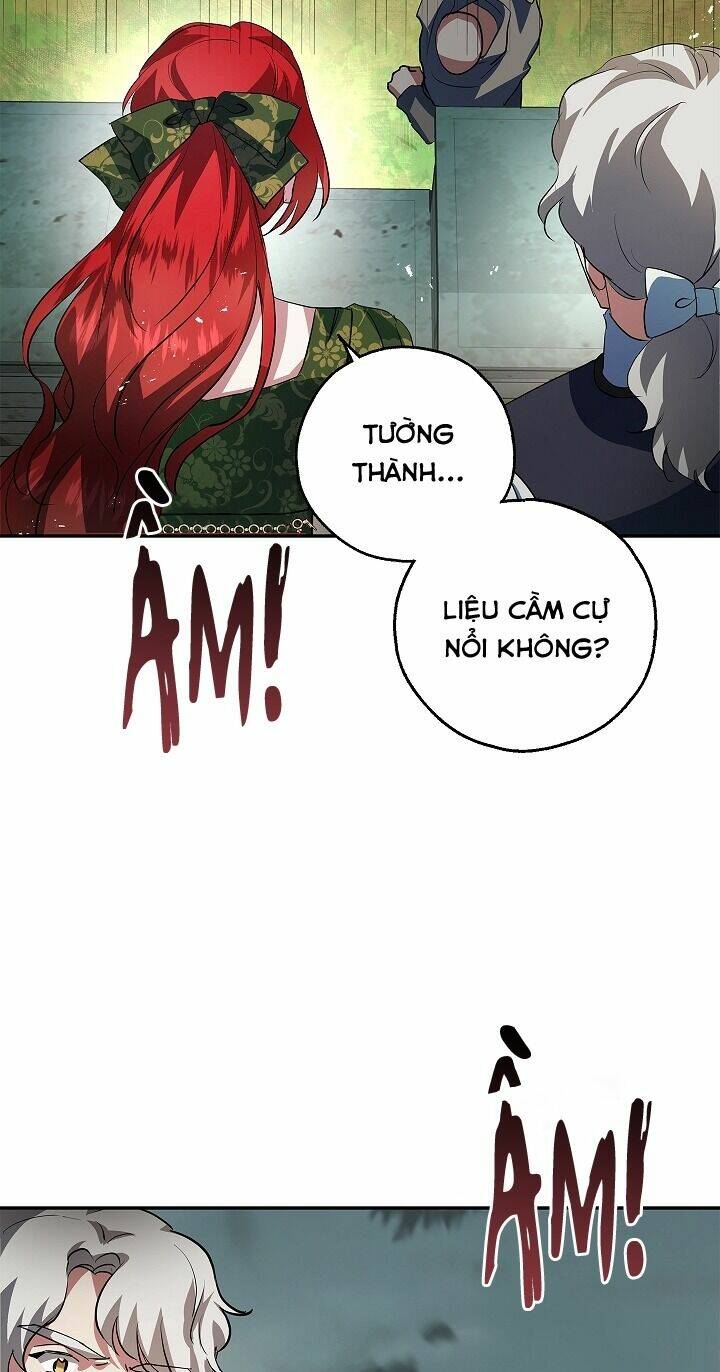 TƯỜNG
THÀNH...
LIỆU CẦM CỰ
NỔI KHÔNG?
ẦM!
ẦM!